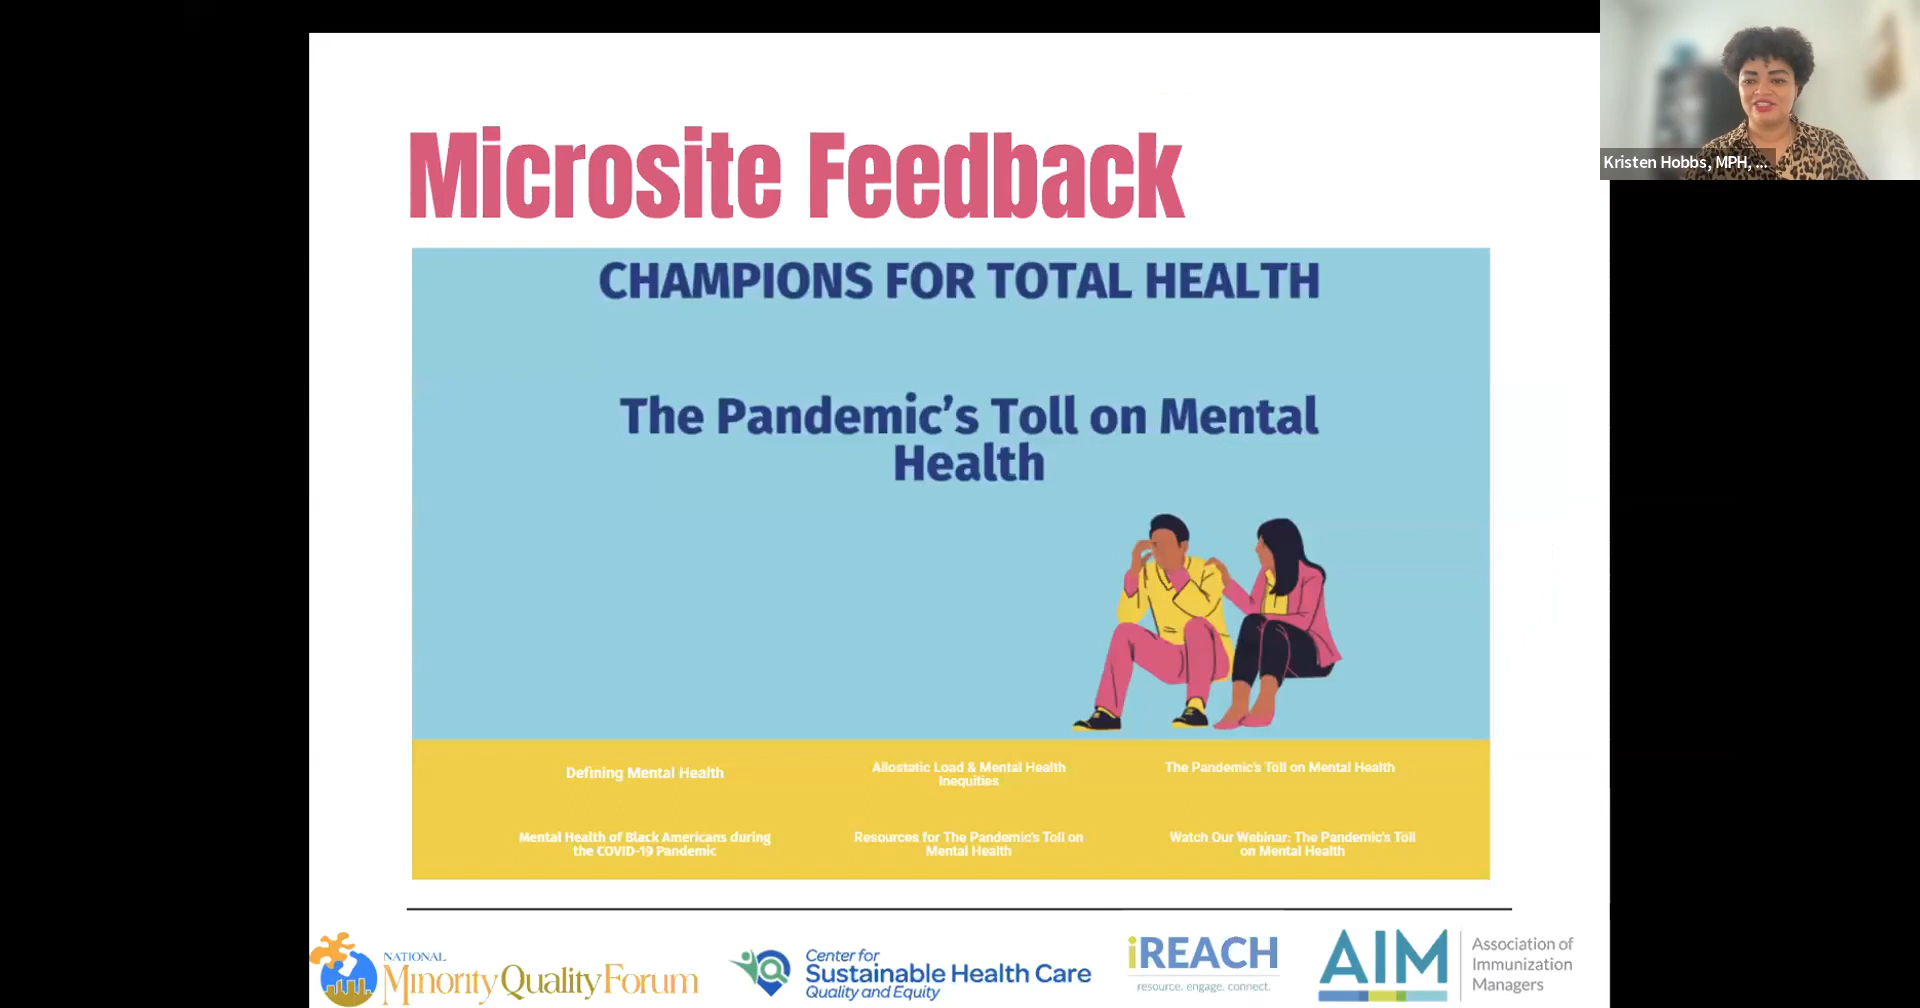 Kristen Hobbs, MPH, ...
Microsite Feedback
CHAMPIONS FOR TOTAL HEALTH
The Pandemic's Toll on Mental
Health
Defining Mental Health
Allostatic Load & Mental Health
Inequities
The Pandemic's Toll on Mental Health
Mental Health of Black Americans during
the COVID-19 Pandemic
Resources for The Pandemic's Toll on
Mental Health
Watch Our Webinar: The Pandemic's Toll
on Mental Health
NATIONAL
Minority Quality Forum
Center for
Sustainable Health Care
Quality and Equity
iREACH
resource. engage. connect.
AIM
Association of
Immunization
Managers